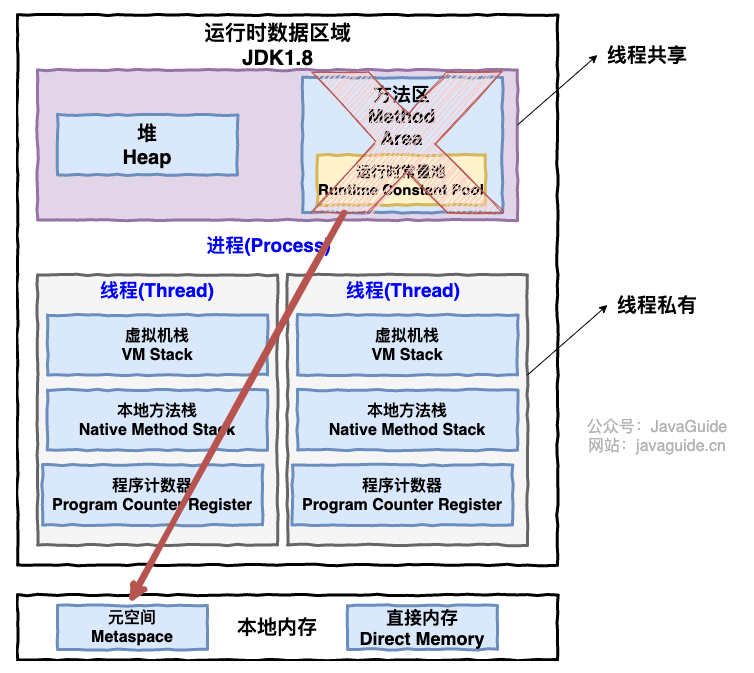 运行时数据区域
JDK1.8
线程共享
堆
Heap
方法区
Method
Area
运行时常量池
Runtime Constant Pool
进程(Process)
线程(Thread)
虚拟机栈
VM Stack
本地方法栈
Native Method Stack
程序计数器
Program Counter Register
线程(Thread)
虚拟机栈
VM Stack
本地方法栈
Native Method Stack
程序计数器
Program Counter Register
线程私有
公众号：JavaGuide
网站：javaguide.cn
元空间
Metaspace
本地内存
直接内存
Direct Memory